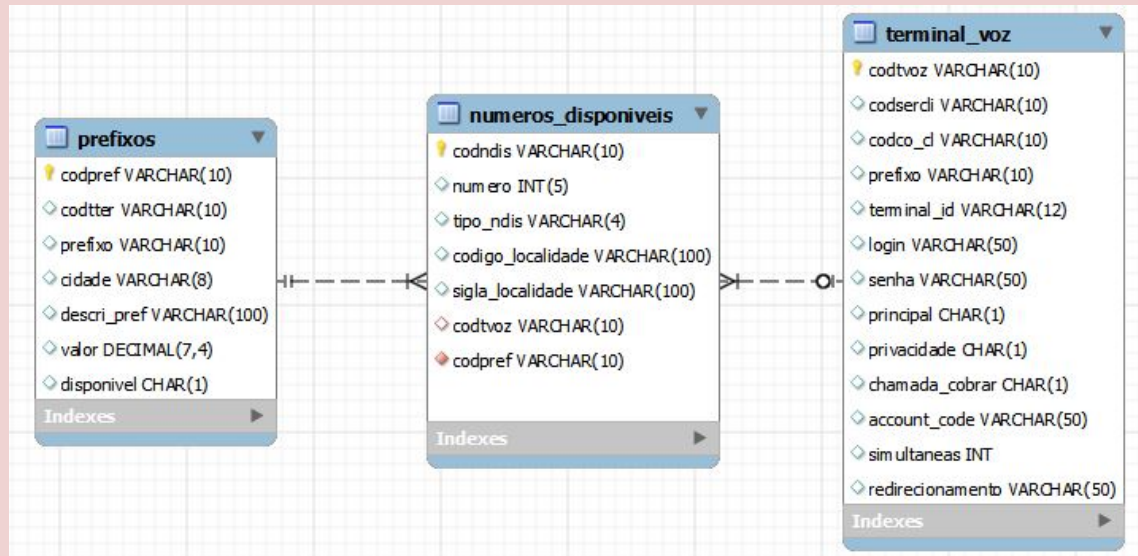 prefixos
codpref VARCHAR(10)
codtter VARCHAR(10)
prefixo VARCHAR(10)
cidade VARCHAR(8)
descri_pref VARCHAR(100)
valor DECIMAL(7,4)
disponivel CHAR(1)
Indexes
numeros_disponiveis
codndis VARCHAR(10)
numero INT(5)
tipo_ndis VARCHAR(4)
codigo_localidade VARCHAR(100)
sigla_localidade VARCHAR(100)
codtvoz VARCHAR(10)
codpref VARCHAR(10)
Indexes
terminal_voz
codtvoz VARCHAR(10)
codsercli VARCHAR(10)
codco_cl VARCHAR(10)
prefixo VARCHAR(10)
terminal_id VARCHAR(12)
login VARCHAR(50)
senha VARCHAR(50)
principal CHAR(1)
privacidade CHAR(1)
chamada_cobrar CHAR(1)
account_code VARCHAR(50)
simultaneas INT
redirecionamento VARCHAR(50)
Indexes